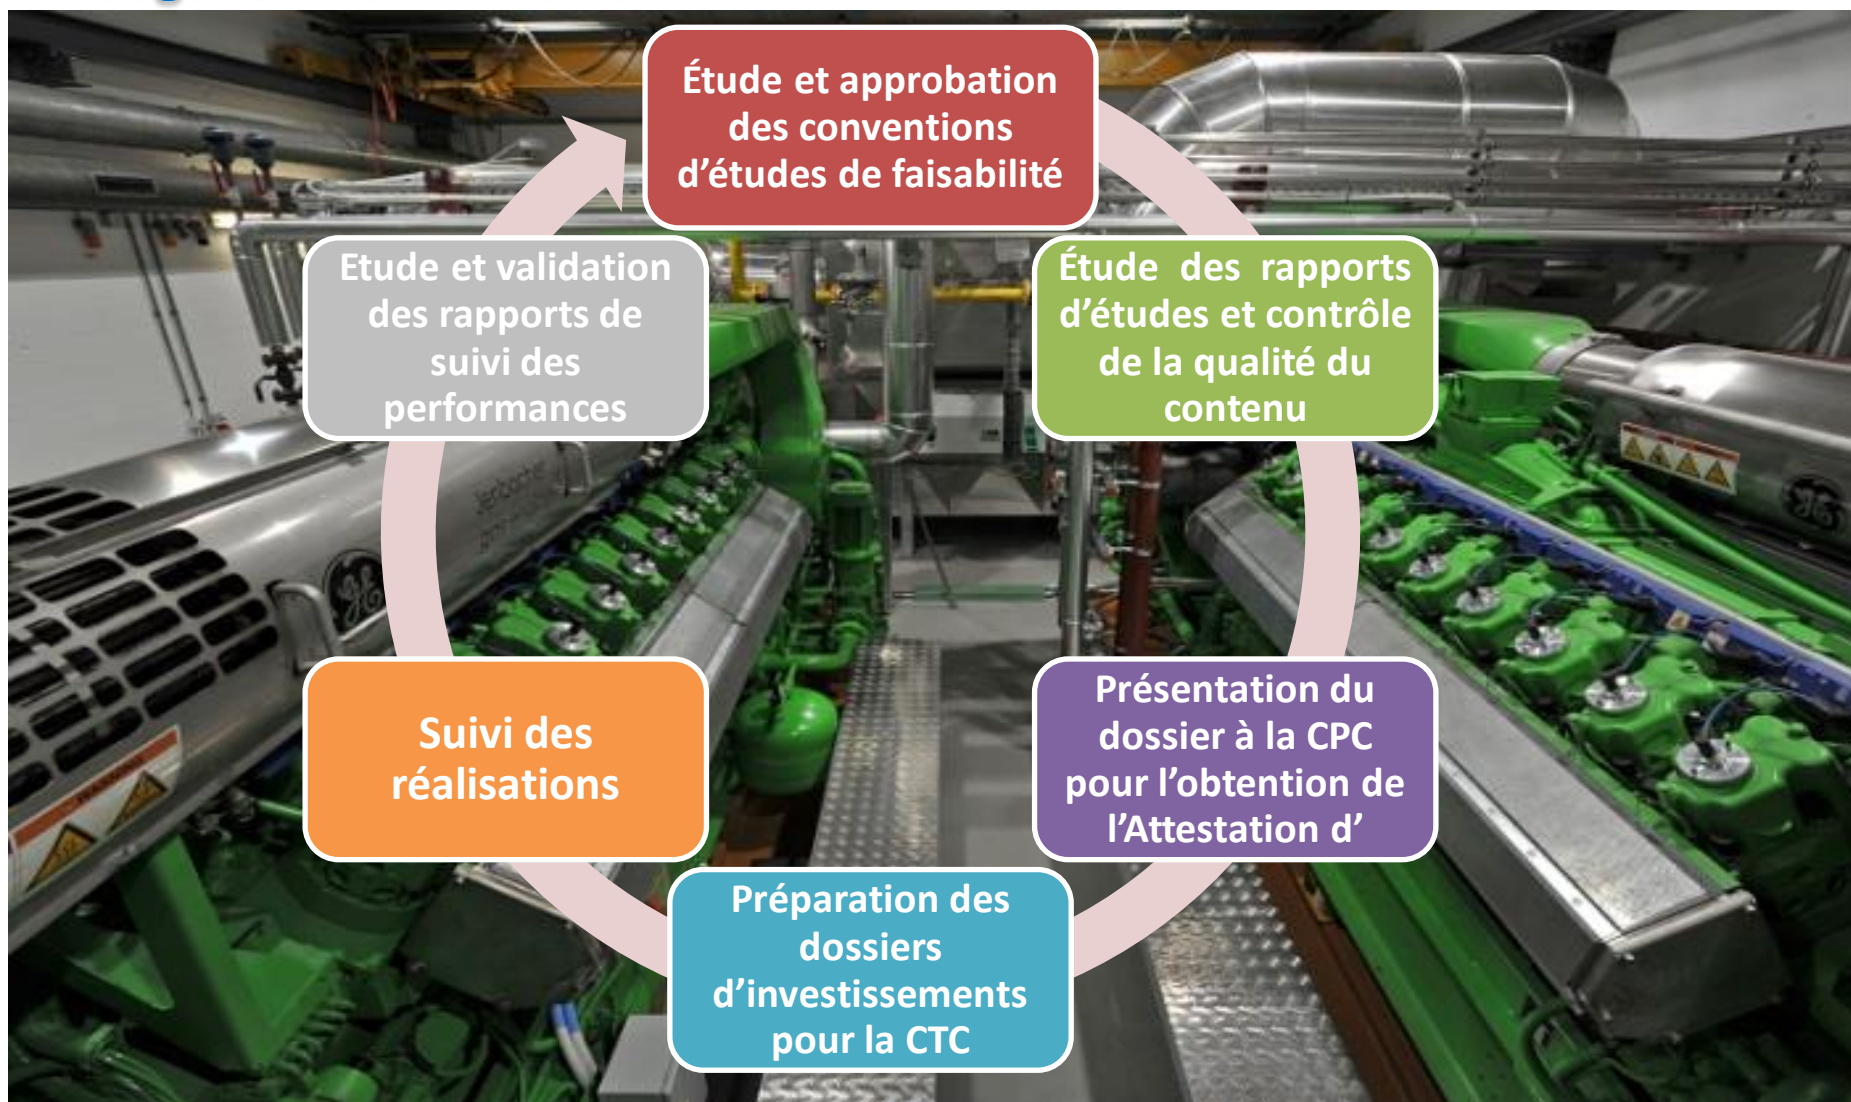 Étude et approbation
des conventions
d’études de faisabilité
Étude des rapports
d’études et contrôle
de la qualité du
contenu
Présentation du
dossier à la CPC
pour l’obtention de
l’Attestation d’
Préparation des
dossiers
d’investissements
pour la CTC
Suivi des
réalisations
Etude et validation
des rapports de
suivi des
performances
Jenbacher
GE